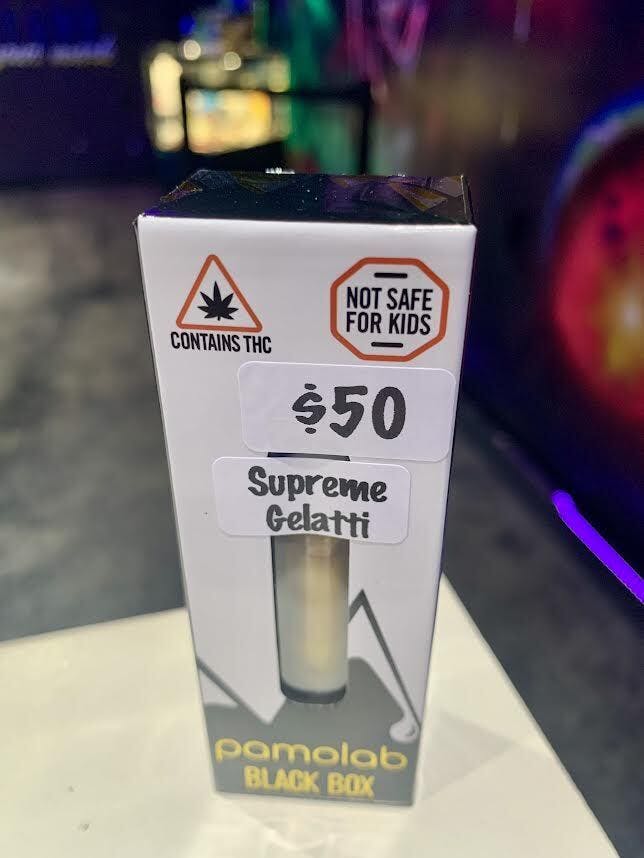 CONTAINS THC
NOT SAFE
FOR KIDS
$50
Supreme
Gelatti
pamolab
BLACK BOX